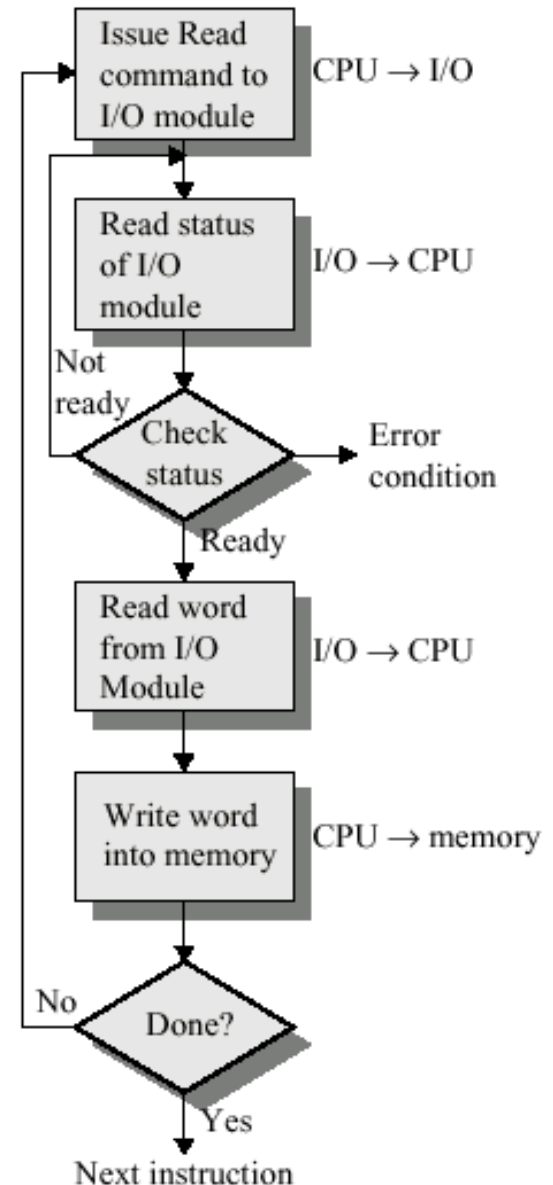 Issue Read
command to
I/O module
CPU → I/O
Read status
of I/O
module
I/O → CPU
Not
ready
Check
status
Error
condition
Ready
Read word
from I/O
Module
I/O → CPU
Write word
into memory
CPU → memory
No
Done?
Yes
Next instruction